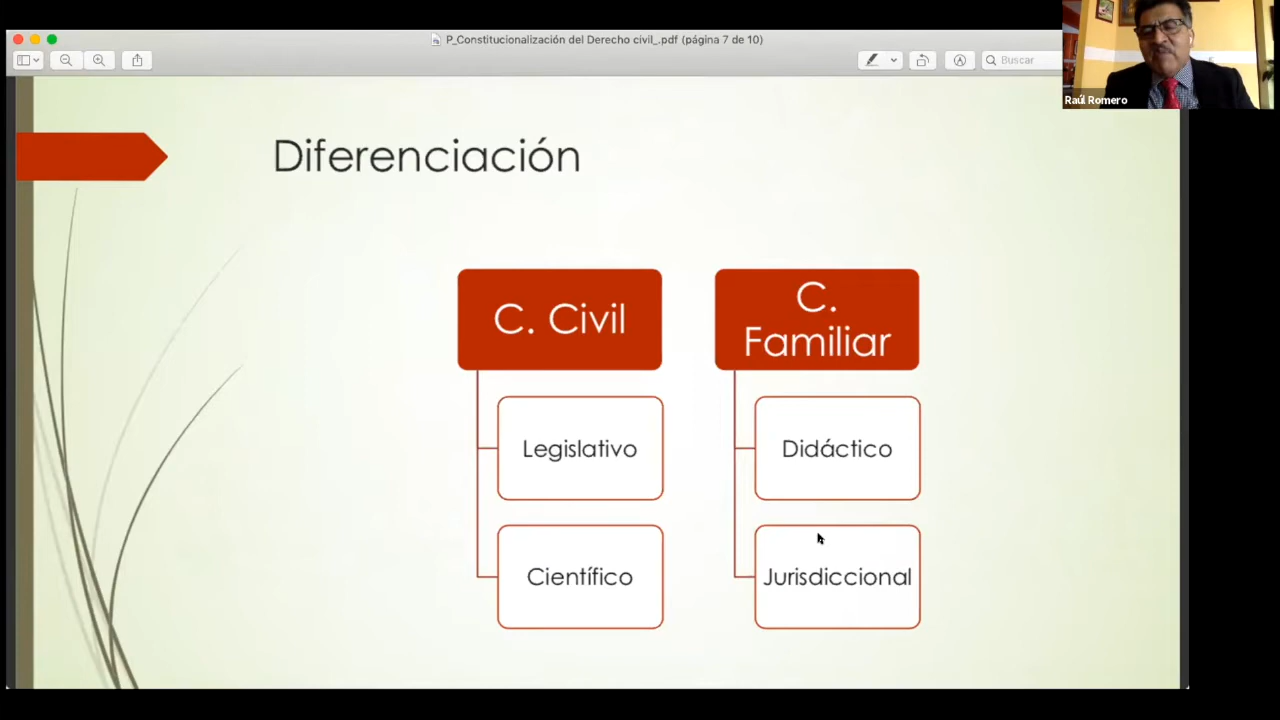 P_Constitucionalización del Derecho civil_.pdf (página 7 de 10)
Buscar
Raúl Romero
Diferenciación
C. Civil
C.
Familiar
Legislativo
Didáctico
Científico
Jurisdiccional